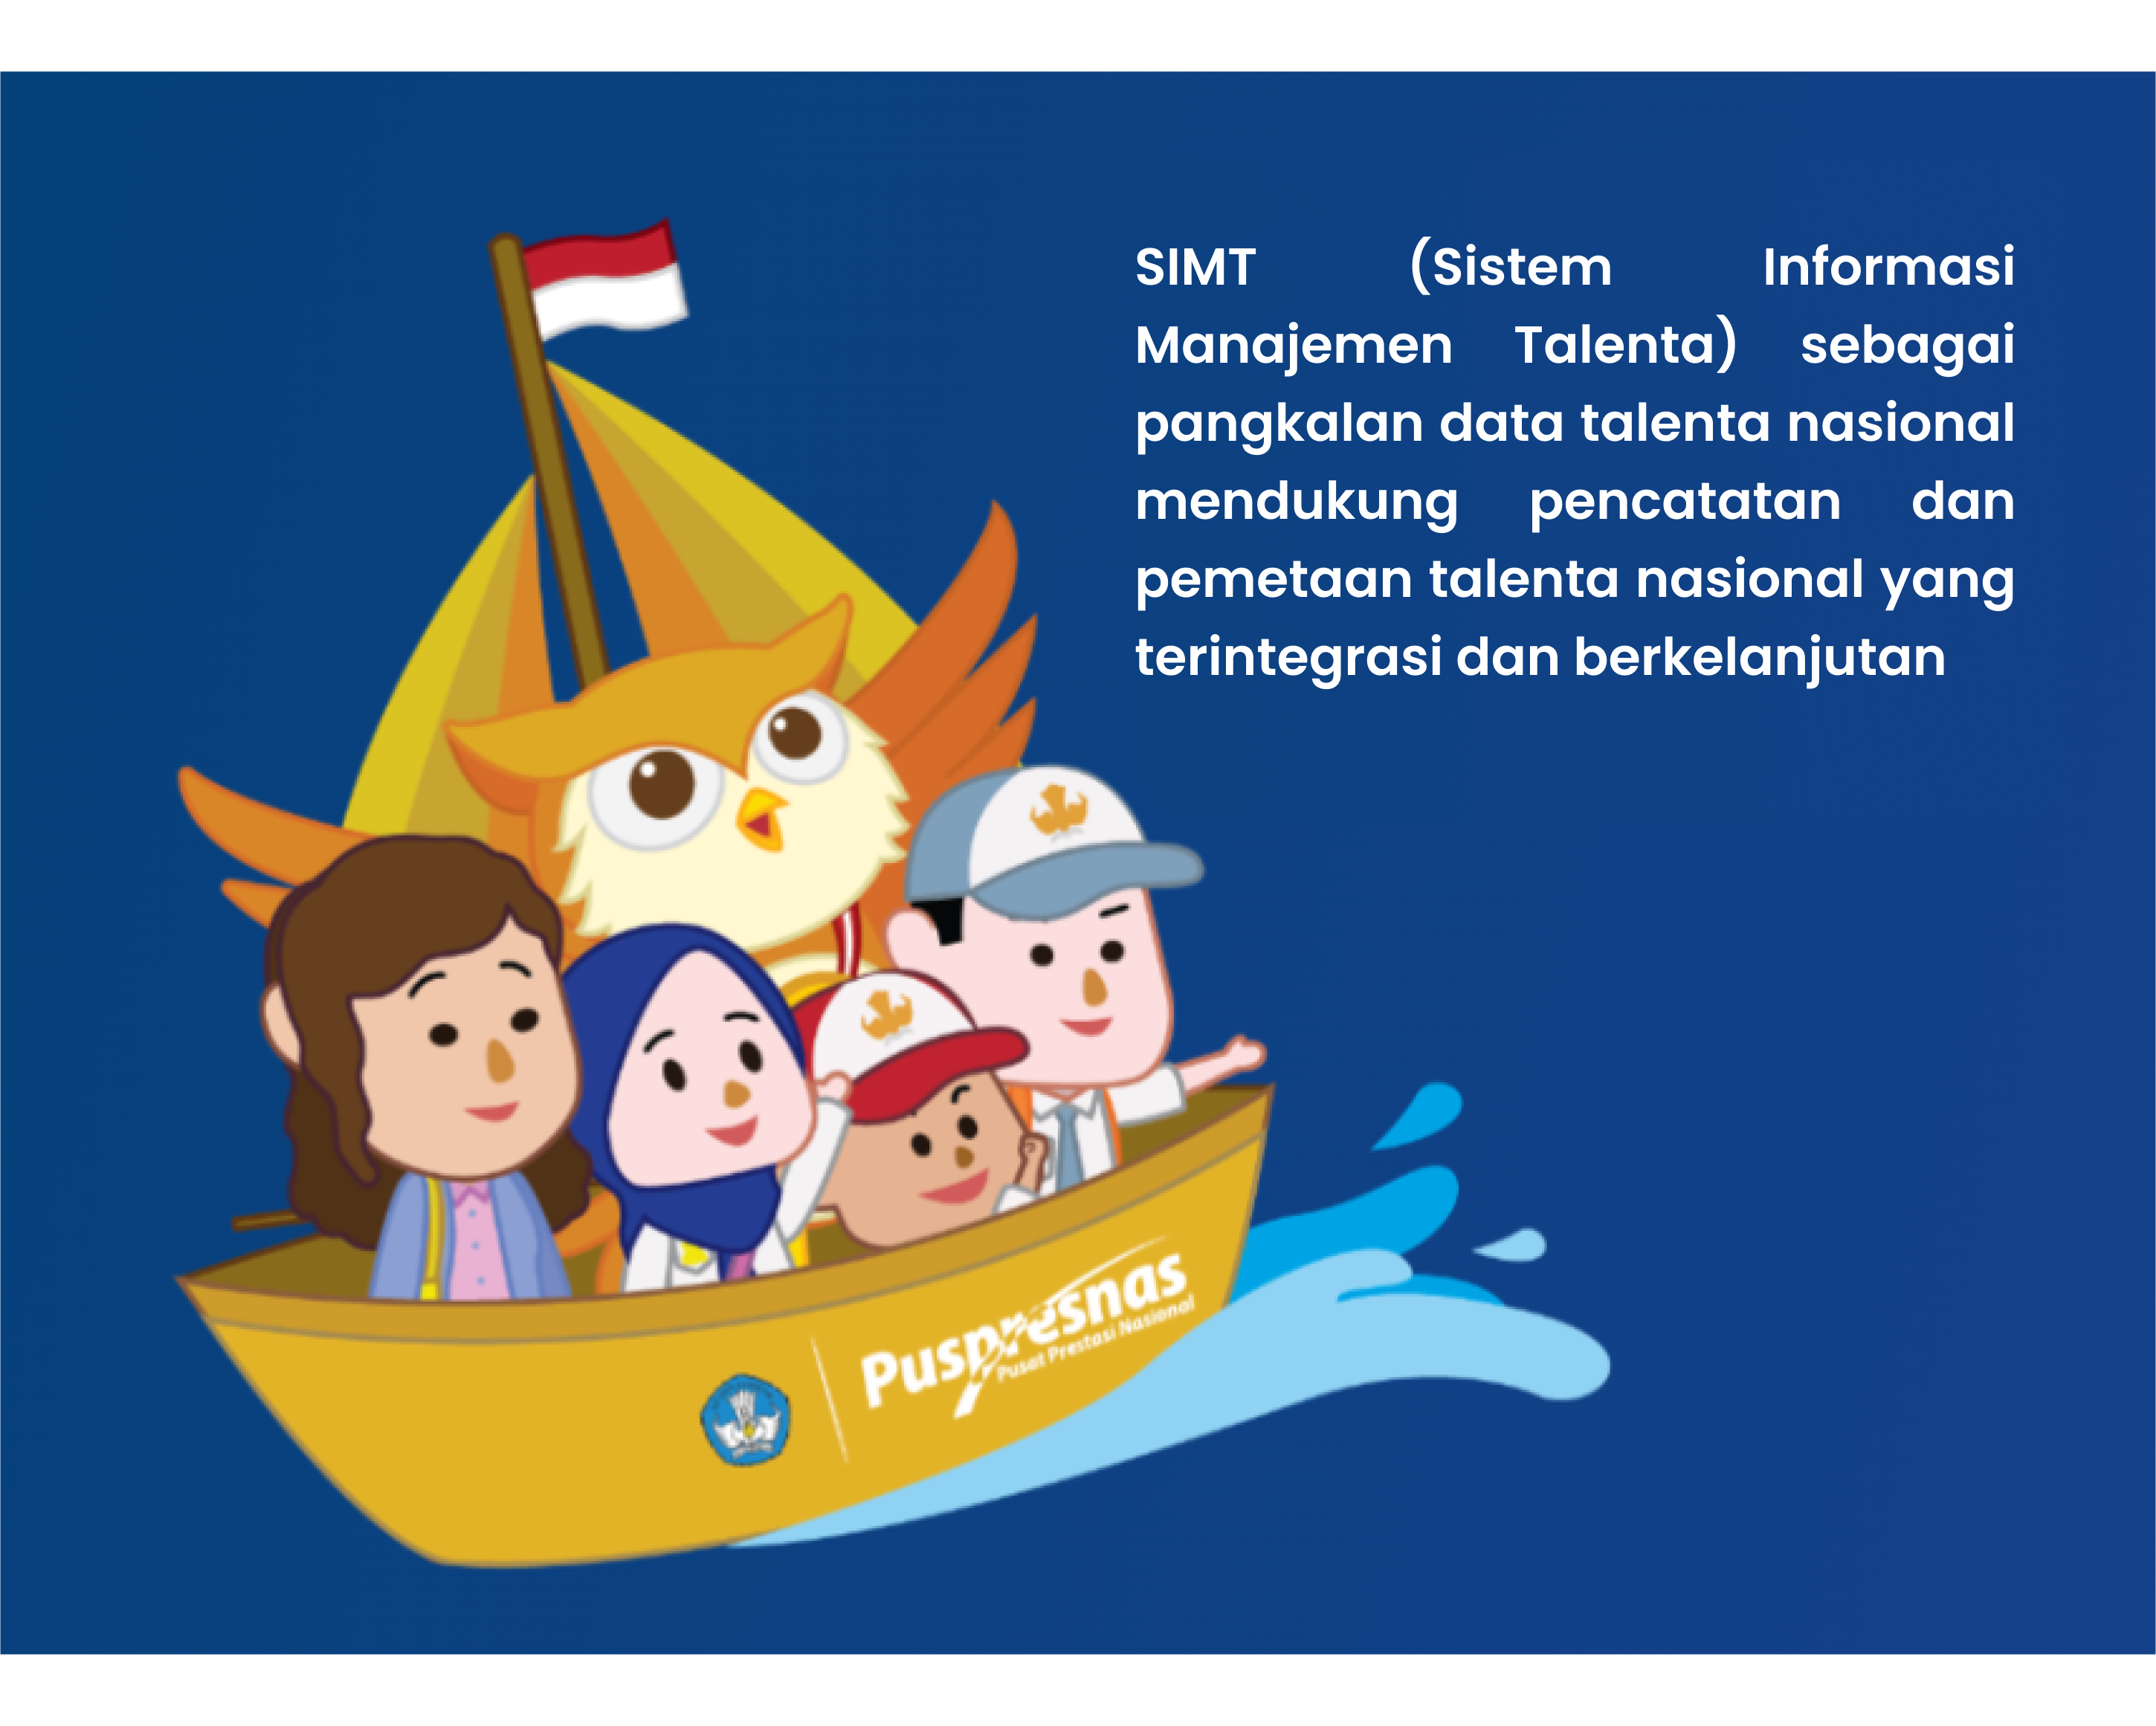 SIMT (Sistem Informasi
Manajemen Talenta) sebagai
pangkalan data talenta nasional
mendukung pencatatan dan
pemetaan talenta nasional yang
terintegrasi dan berkelanjutan
Puspresnas
Pusat Prestasi Nasional